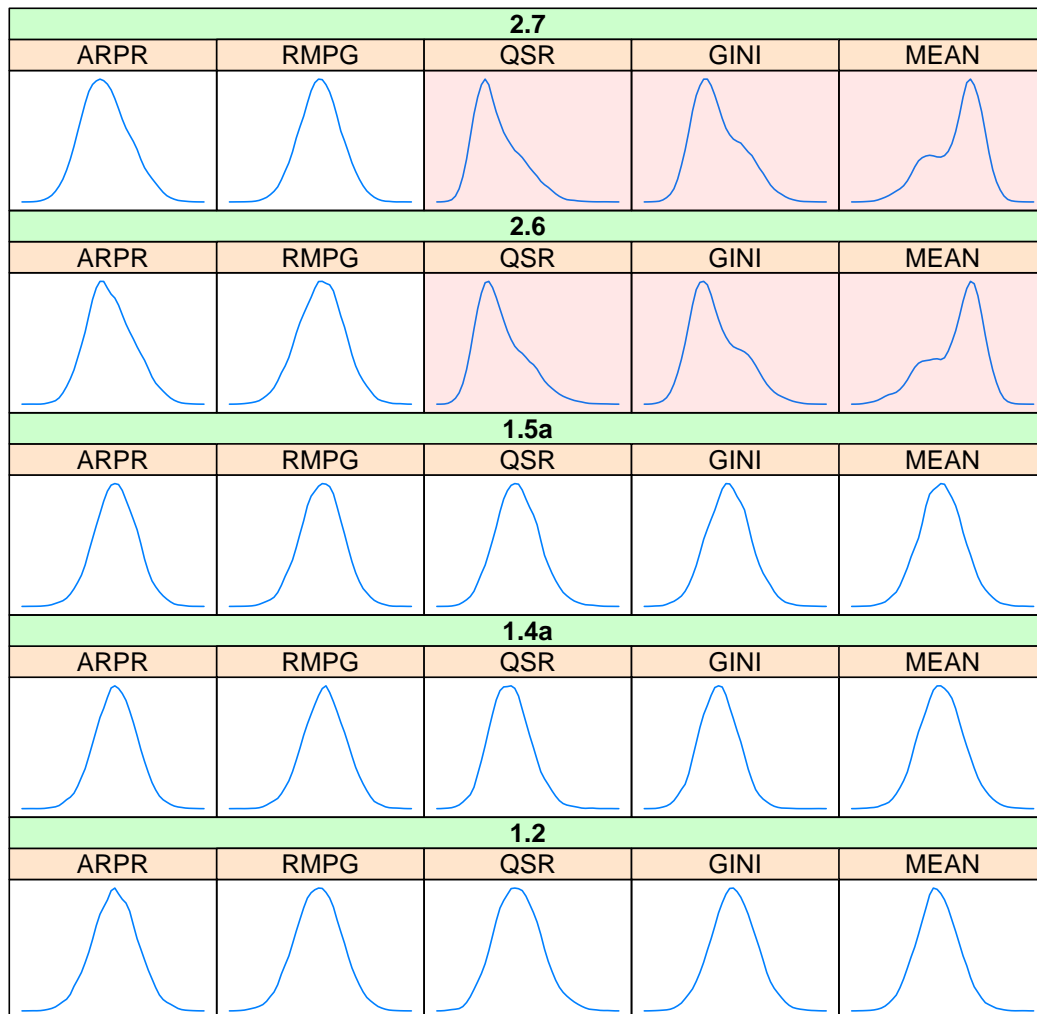 2.7
ARPR RMPG QSR GINI MEAN
2.6
ARPR RMPG QSR GINI MEAN
1.5a
ARPR RMPG QSR GINI MEAN
1.4a
ARPR RMPG QSR GINI MEAN
1.2
ARPR RMPG QSR GINI MEAN